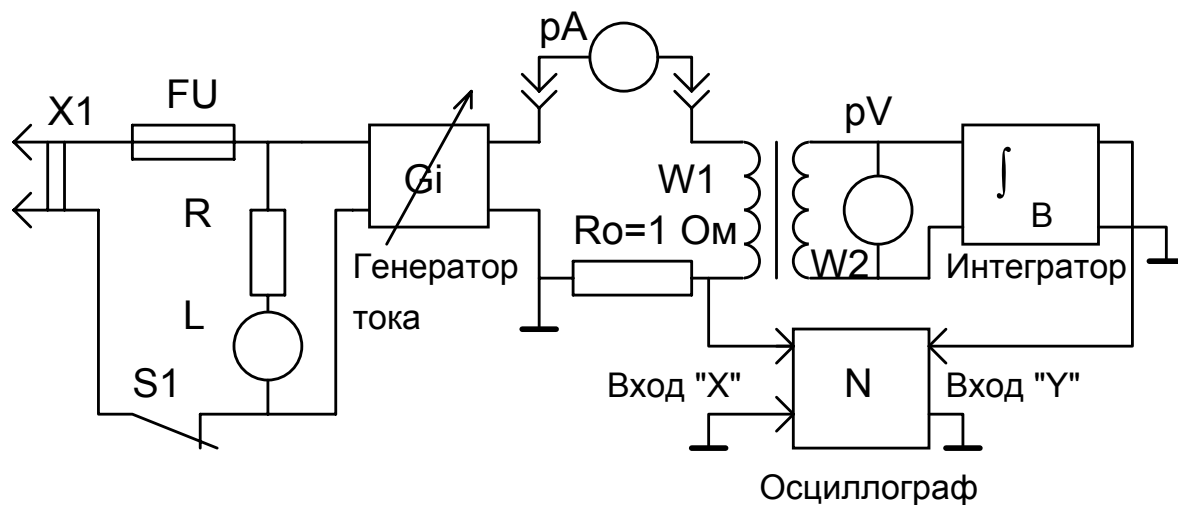 pA
X1
FU
pV
Gi
W1
∫
B
R
Ro=1 Ом
W2
Генератор
тока
Интегратор
L
S1
Вход "X"
N
Вход "Y"
Осциллограф